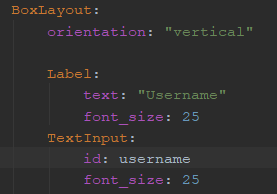 BoxLayout:
    orientation: "vertical"

    Label:
        text: "Username"
        font_size: 25
    TextInput:
        id: username
        font_size: 25